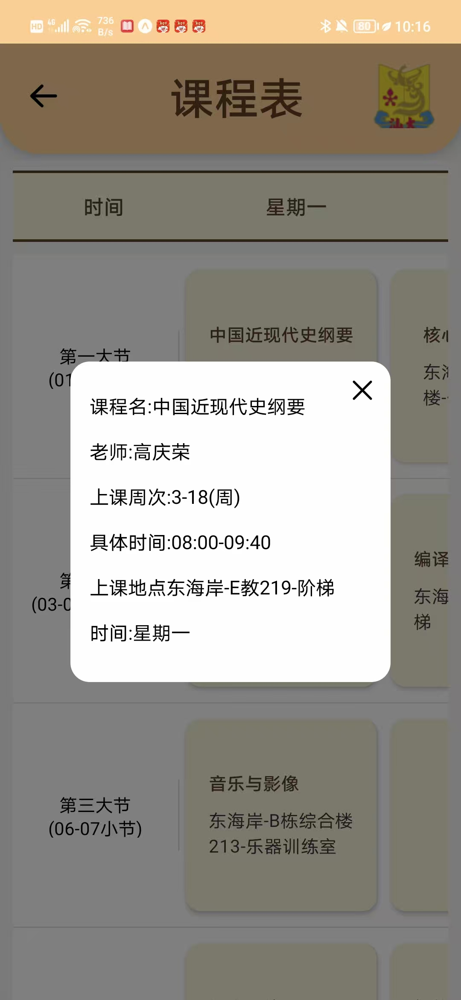 HD 4G 736 B/s 80 10:16
课程表
汕大
时间 星期一
中国近现代史纲要
第一大节
(01
东海
楼-
课程名:中国近现代史纲要
老师:高庆荣
上课周次:3-18(周)
具体时间:08:00-09:40
上课地点东海岸-E教219-阶梯
时间:星期一
(03-0
编译
东海
梯
第三大节
(06-07小节)
音乐与影像
东海岸-B栋综合楼
213-乐器训练室